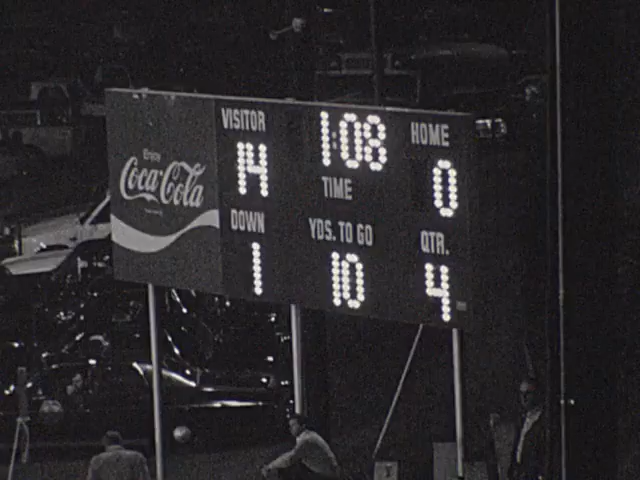 Enjoy
Coca-Cola
VISITOR
14
1:08
TIME
HOME
0
DOWN
1
YDS. TO GO
10
QTR.
4